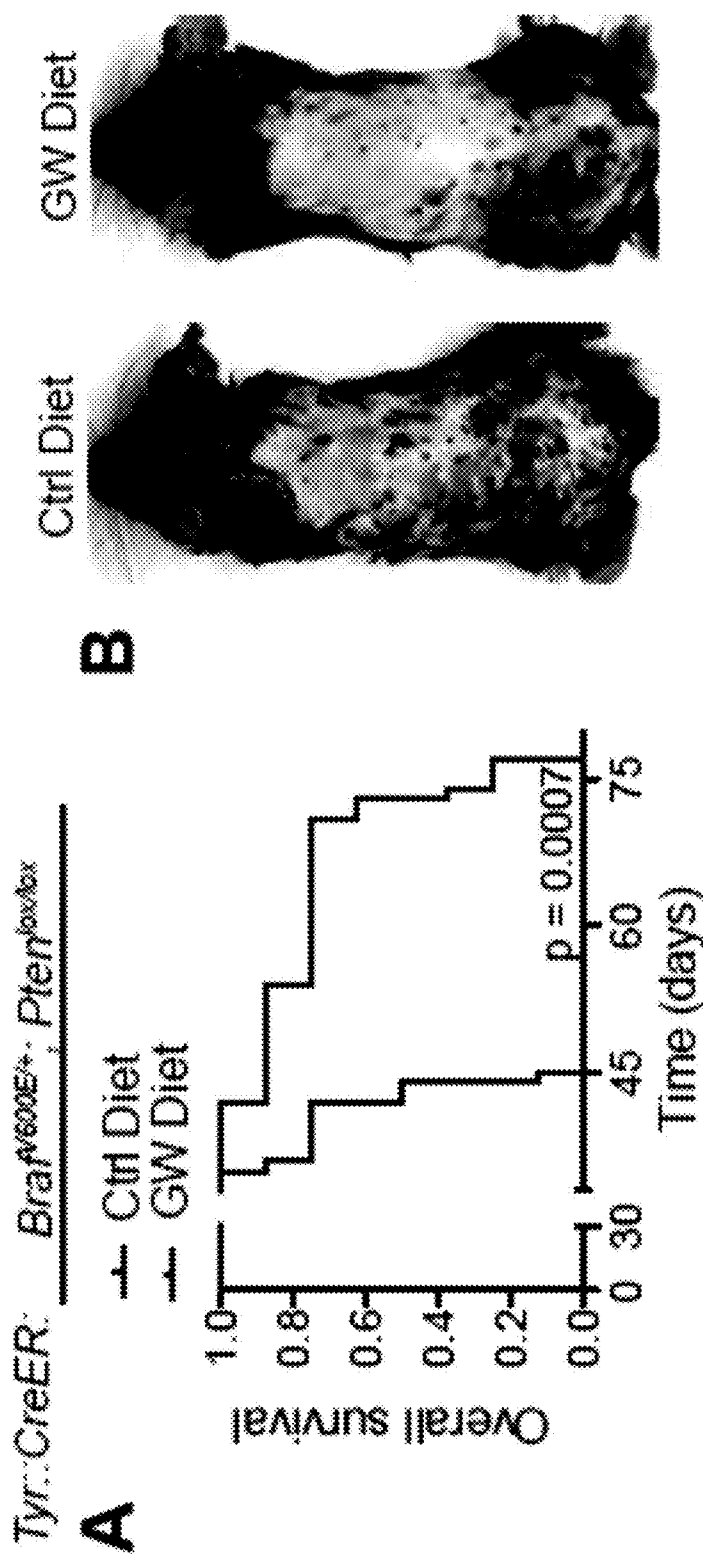 Tyr::CreER; Braf^V600E/+; Pten^lox/lox
A
Ctrl Diet
GW Diet
Overall survival
1.0
0.8
0.6
0.4
0.2
0.0
p = 0.0007
0 30 45 60 75
Time (days)
B
Ctrl Diet GW Diet